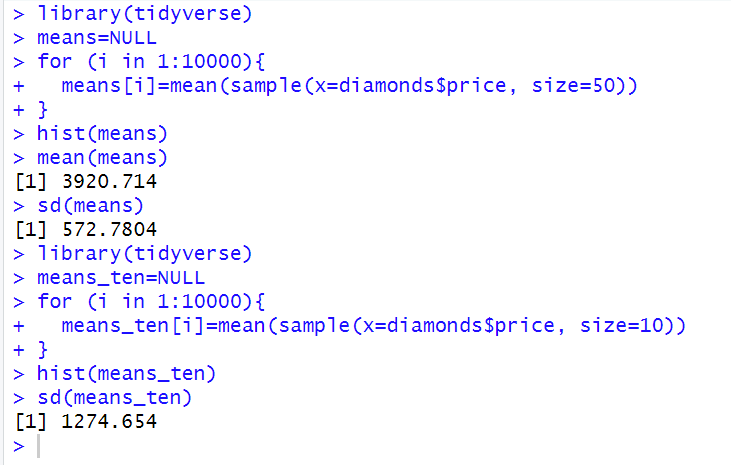 > library(tidyverse)
> means=NULL
> for (i in 1:10000){
+   means[i]=mean(sample(x=diamonds$price, size=50))
+ }
> hist(means)
> mean(means)
[1] 3920.714
> sd(means)
[1] 572.7804
> library(tidyverse)
> means_ten=NULL
> for (i in 1:10000){
+   means_ten[i]=mean(sample(x=diamonds$price, size=10))
+ }
> hist(means_ten)
> sd(means_ten)
[1] 1274.654
>